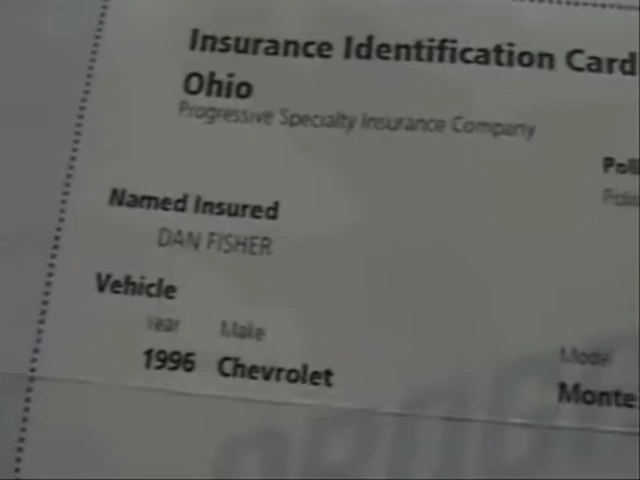 Insurance Identification Card
Ohio
Progressive Specialty Insurance Company
Named Insured
DAN FISHER
Vehicle
Year Make Model
1996 Chevrolet Monte